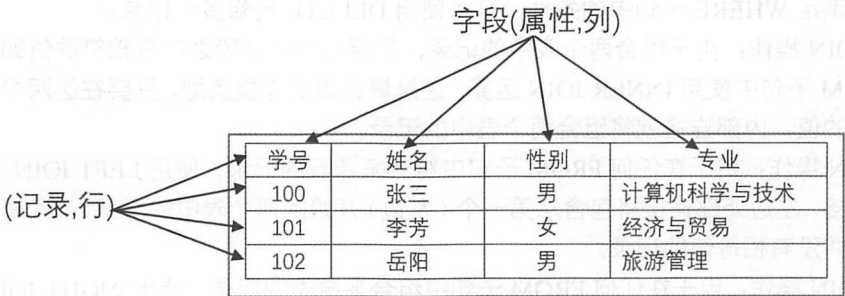 字段(属性,列)
学号 姓名 性别 专业
100 张三 男 计算机科学与技术
(记录,行)
101 李芳 女 经济与贸易
102 岳阳 男 旅游管理